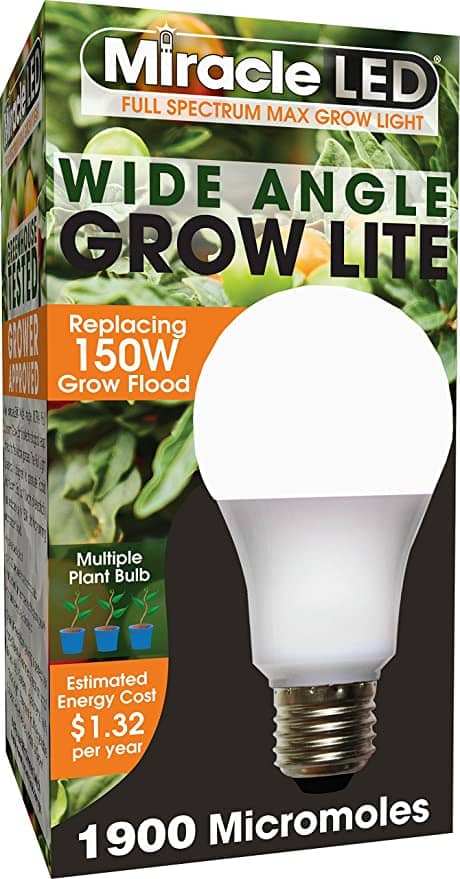 Miracle LED®
FULL SPECTRUM MAX GROW LIGHT
WIDE ANGLE
GROW LITE
Replacing
150W
Grow Flood
Multiple
Plant Bulb
Estimated
Energy Cost
$1.32
per year
1900 Micromoles
GREENHOUSE
TESTED
GROWER
APPROVED